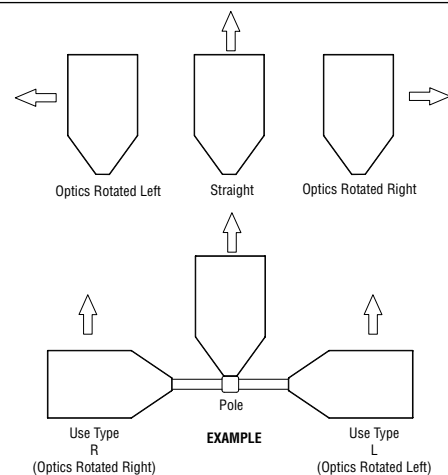 Optics Rotated Left
Straight
Optics Rotated Right
Pole
Use Type
R
(Optics Rotated Right)
EXAMPLE
Use Type
L
(Optics Rotated Left)